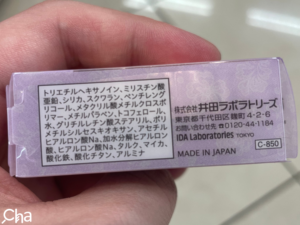 トリエチルヘキサノイン、ミリスチン酸
亜鉛、シリカ、スクワラン、ペンチレング
リコール、メタクリル酸メチルクロスポ
リマー、メチルパラベン、トコフェロール、
水、グリチルレチン酸ステアリル、ポリ
メチルシルセスキオキサン、アセチル
ヒアルロン酸Na、加水分解ヒアルロン
酸、ヒアルロン酸Na、タルク、マイカ、
酸化鉄、酸化チタン、アルミナ
株式会社 井田ラボラトリーズ
東京都千代田区麹町4-2-6
お問い合わせ先 0120-44-1184
IDA Laboratories TOKYO
MADE IN JAPAN
C-850
Cha